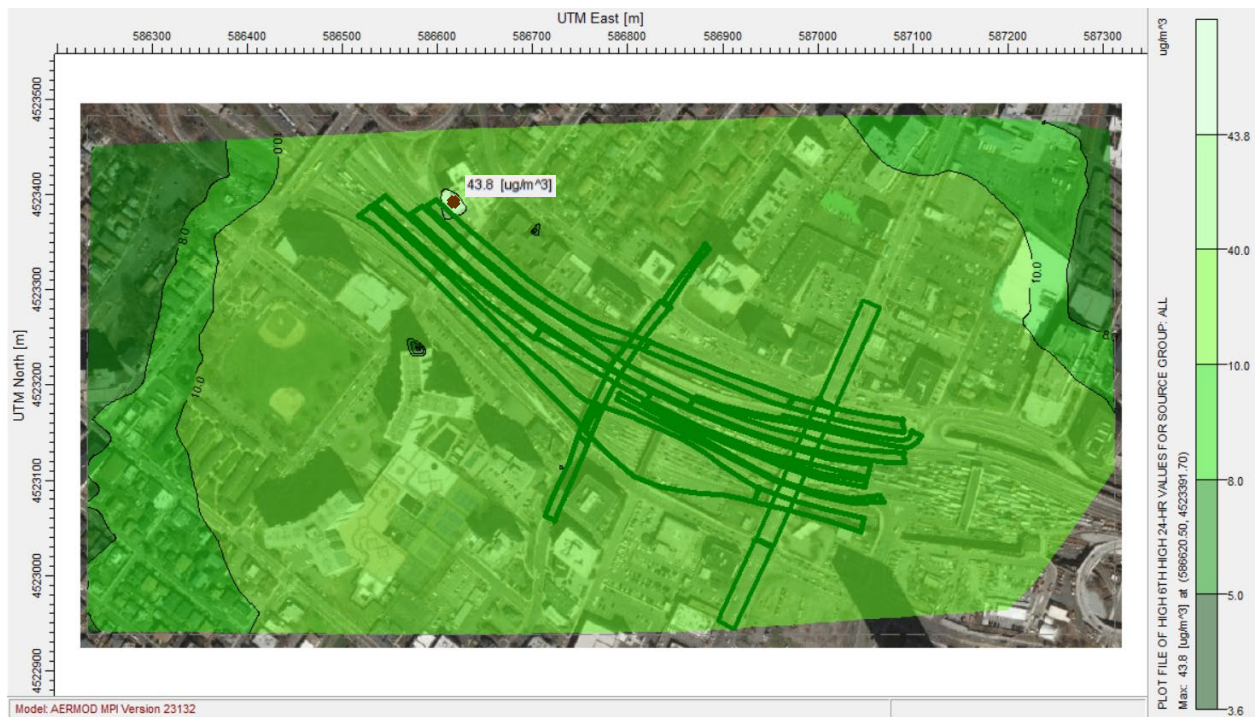 UTM East [m]
586300 586400 586500 586600 586700 586800 586900 587000 587100 587200 587300
UTM North [m]
4523500
4523400
4523300
4523200
4523100
4523000
4522900
43.8 [ug/m^3]
10.0
8.0
10.0
10.0
8.0
PLOT FILE OF HIGH 6TH HIGH 24-HR VALUES FOR SOURCE GROUP: ALL
Max: 43.8 [ug/m^3] at (586620.50, 4523391.70)
ug/m^3
43.8
40.0
10.0
8.0
5.0
3.6
Model: AERMOD MPI Version 23132